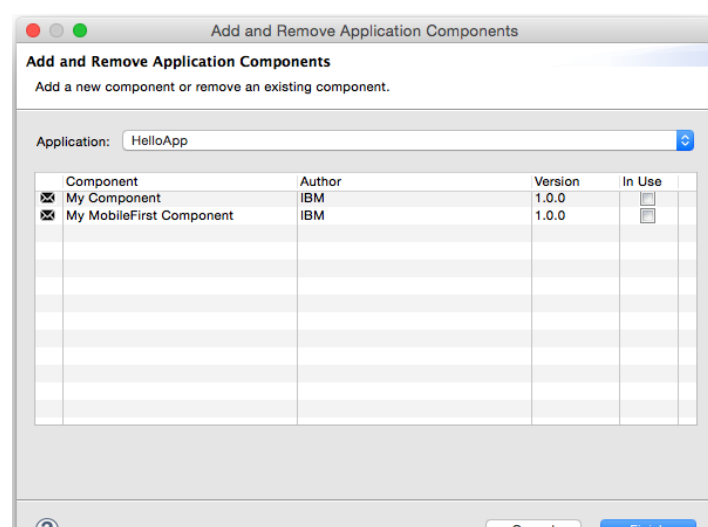 Add and Remove Application Components
Add and Remove Application Components
Add a new component or remove an existing component.
Application: HelloApp
Component Author Version In Use
My Component IBM 1.0.0
My MobileFirst Component IBM 1.0.0